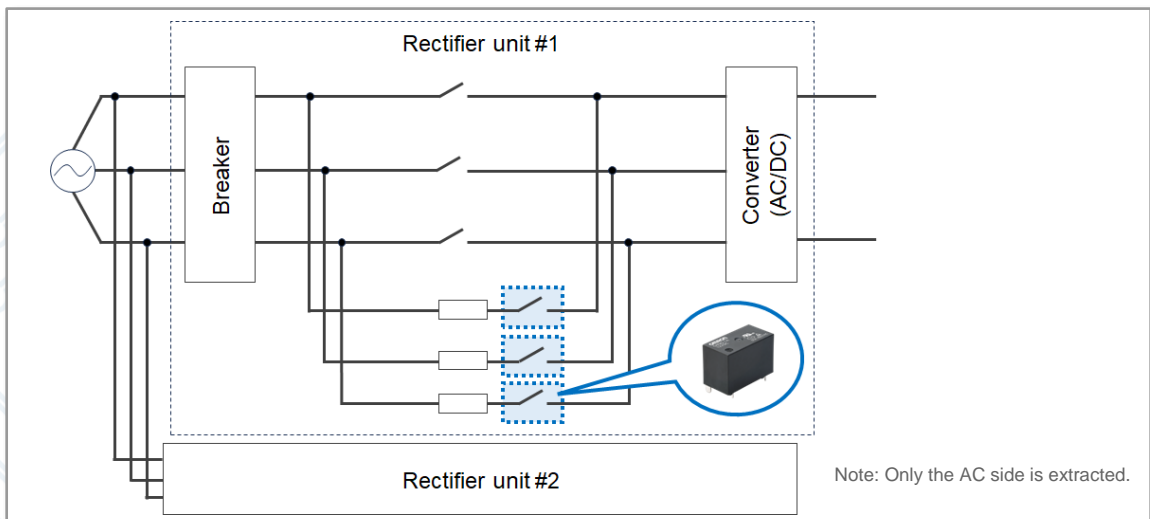 Rectifier unit #1
Breaker
Converter
(AC/DC)
Rectifier unit #2
Note: Only the AC side is extracted.